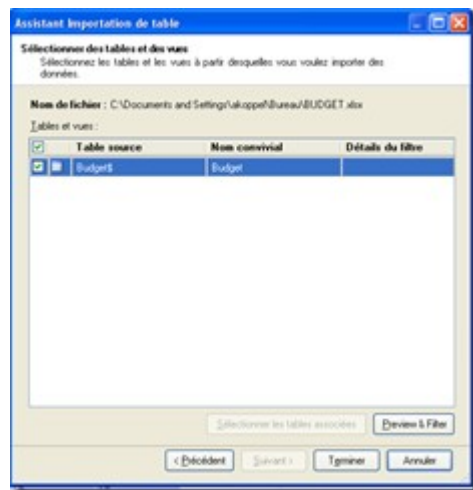 Assistant Importation de table
Sélectionner des tables et des vues
Sélectionnez les tables et les vues à partir desquelles vous voulez importer des
données.
Nom de fichier : C:\Documents and Settings\akoppel\Bureau\BUDGET.xlsx
Tables et vues :
Table source Nom convivial Détails du filtre
Budget$ Budget
Sélectionner les tables associées Preview & Filter
< Précédent Suivant > Terminer Annuler